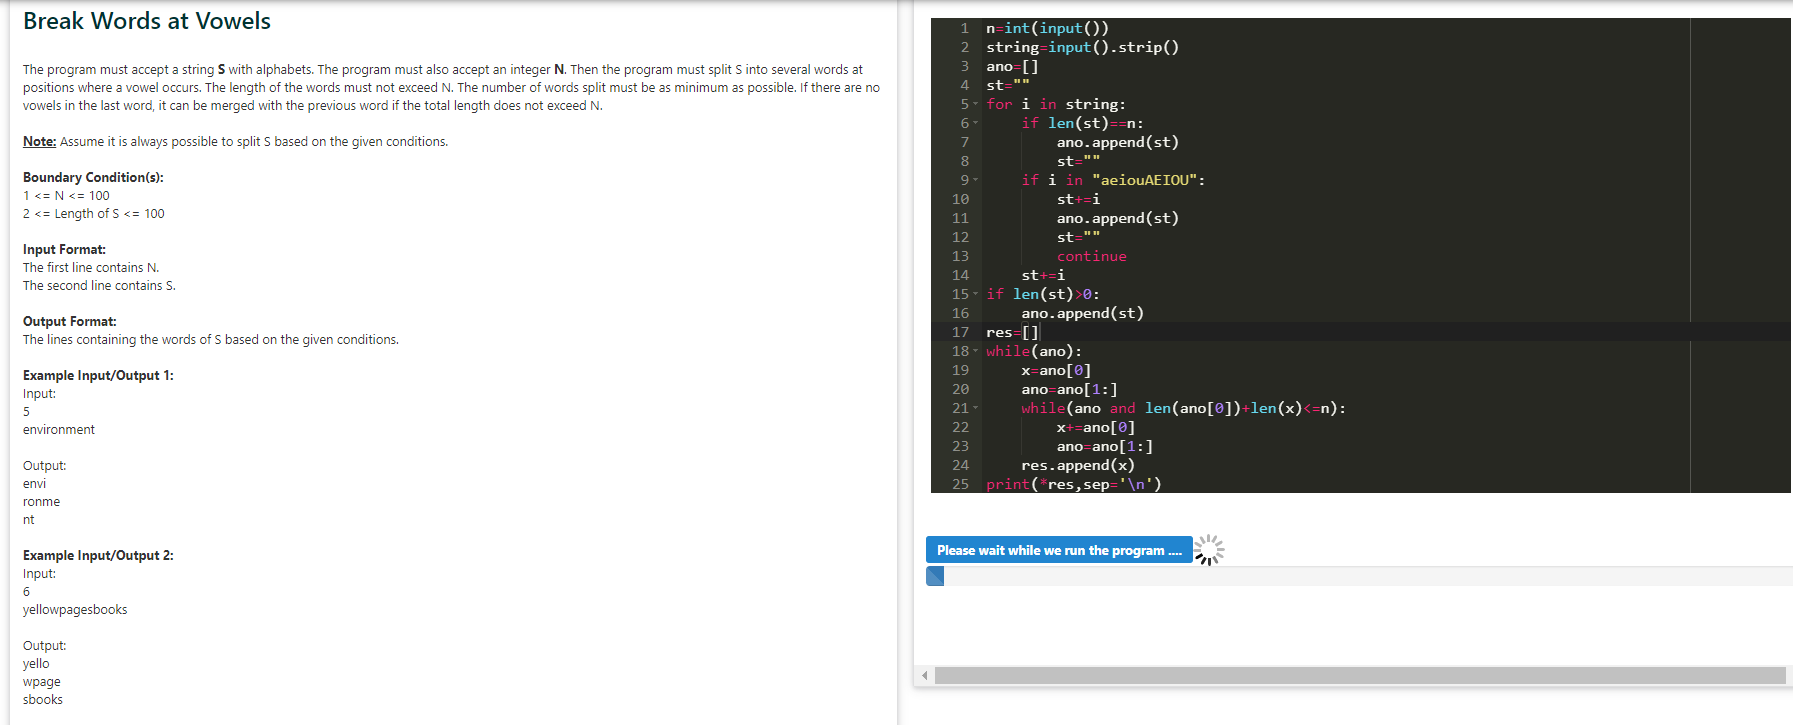 Break Words at Vowels
The program must accept a string S with alphabets. The program must also accept an integer N. Then the program must split S into several words at
positions where a vowel occurs. The length of the words must not exceed N. The number of words split must be as minimum as possible. If there are no
vowels in the last word, it can be merged with the previous word if the total length does not exceed N.
Note: Assume it is always possible to split S based on the given conditions.
Boundary Condition(s):
1 <= N <= 100
2 <= Length of S <= 100
Input Format:
The first line contains N.
The second line contains S.
Output Format:
The lines containing the words of S based on the given conditions.
Example Input/Output 1:
Input:
5
environment
Output:
envi
ronme
nt
Example Input/Output 2:
Input:
6
yellowpagesbooks
Output:
yello
wpage
sbooks
1 n=int(input())
2 string=input().strip()
3 ano=[]
4 st=""
5 for i in string:
6     if len(st)==n:
7         ano.append(st)
8         st=""
9     if i in "aeiouAEIOU":
10         st+=i
11         ano.append(st)
12         st=""
13         continue
14     st+=i
15 if len(st)>0:
16     ano.append(st)
17 res=[]
18 while(ano):
19     x=ano[0]
20     ano=ano[1:]
21     while(ano and len(ano[0])+len(x)<=n):
22         x+=ano[0]
23         ano=ano[1:]
24     res.append(x)
25 print(*res,sep='\n')
Please wait while we run the program ....